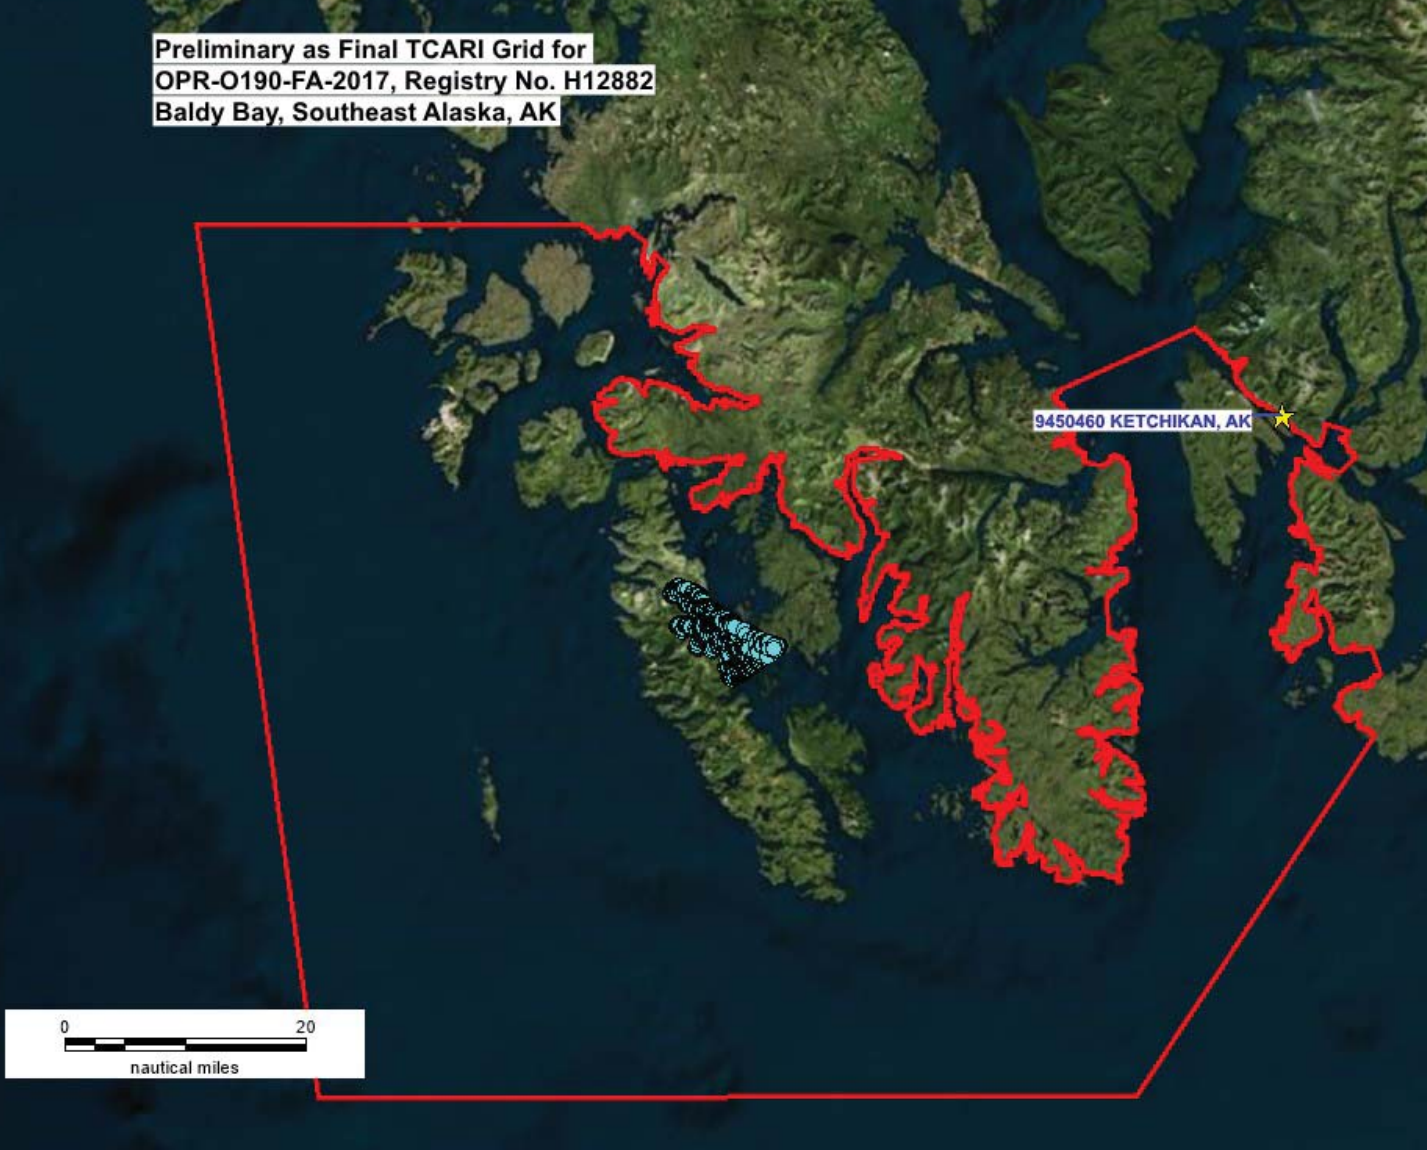 Preliminary as Final TCARI Grid for
OPR-O190-FA-2017, Registry No. H12882
Baldy Bay, Southeast Alaska, AK
9450460 KETCHIKAN, AK
0 20
nautical miles